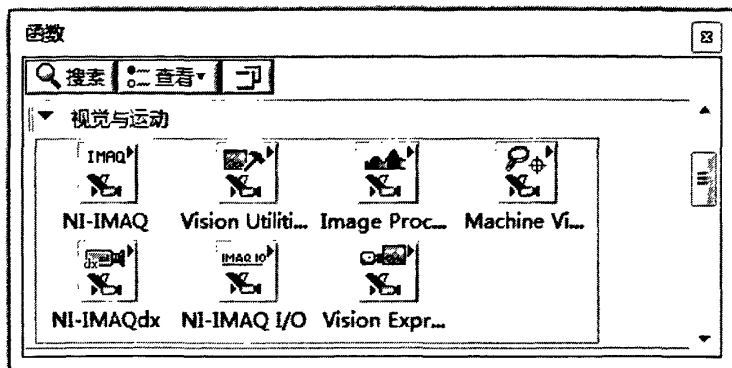 函数
搜索 查看
视觉与运动
IMAQ
NI-IMAQ Vision Utiliti... Image Proc... Machine Vi...
dx IMAQ IO
NI-IMAQdx NI-IMAQ I/O Vision Expr...